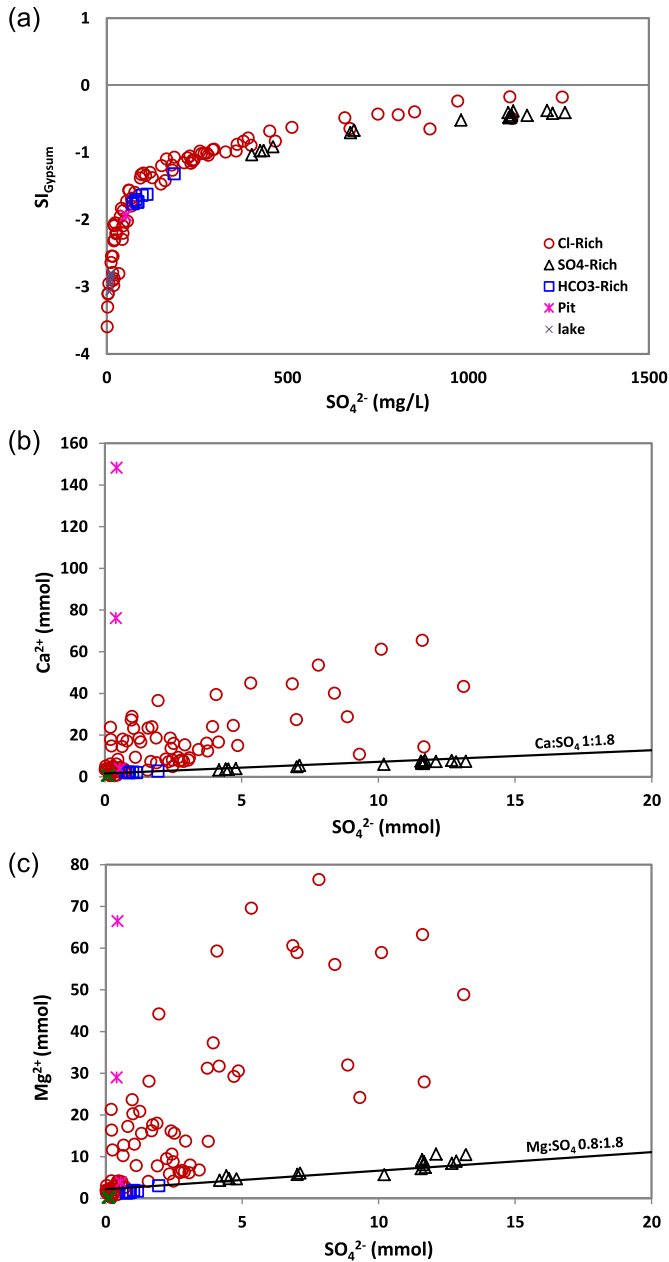 (a)
1
0
-1
-2
-3
-4
SI_Gypsum
0 500 1000 1500
SO₄²⁻ (mg/L)
Cl-Rich
SO4-Rich
HCO3-Rich
Pit
lake
(b)
160
140
120
100
80
60
40
20
0
Ca²⁺ (mmol)
Ca:SO₄ 1:1.8
0 5 10 15 20
SO₄²⁻ (mmol)
(c)
80
70
60
50
40
30
20
10
0
Mg²⁺ (mmol)
Mg:SO₄ 0.8:1.8
0 5 10 15 20
SO₄²⁻ (mmol)